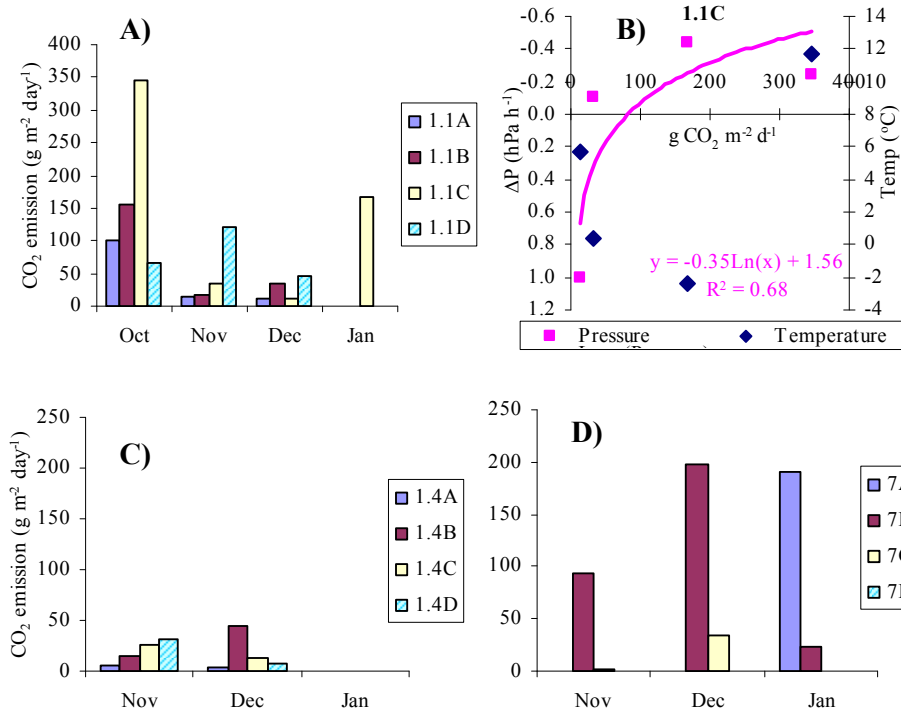 A)
CO2 emission (g m-2 day-1)
400
350
300
250
200
150
100
50
0
Oct Nov Dec Jan
1.1A
1.1B
1.1C
1.1D
1.1C
B)
ΔP (hPa h-1)
-0.6
-0.4
-0.2
0.0
0.2
0.4
0.6
0.8
1.0
1.2
0 100 200 300 400
g CO2 m-2 d-1
14
12
10
8
6
4
2
0
-2
-4
Temp (oC)
y = -0.35Ln(x) + 1.56
R2 = 0.68
Pressure Temperature
C)
CO2 emission (g m-2 day-1)
250
200
150
100
50
0
Nov Dec Jan
1.4A
1.4B
1.4C
1.4D
D)
250
200
150
100
50
0
Nov Dec Jan